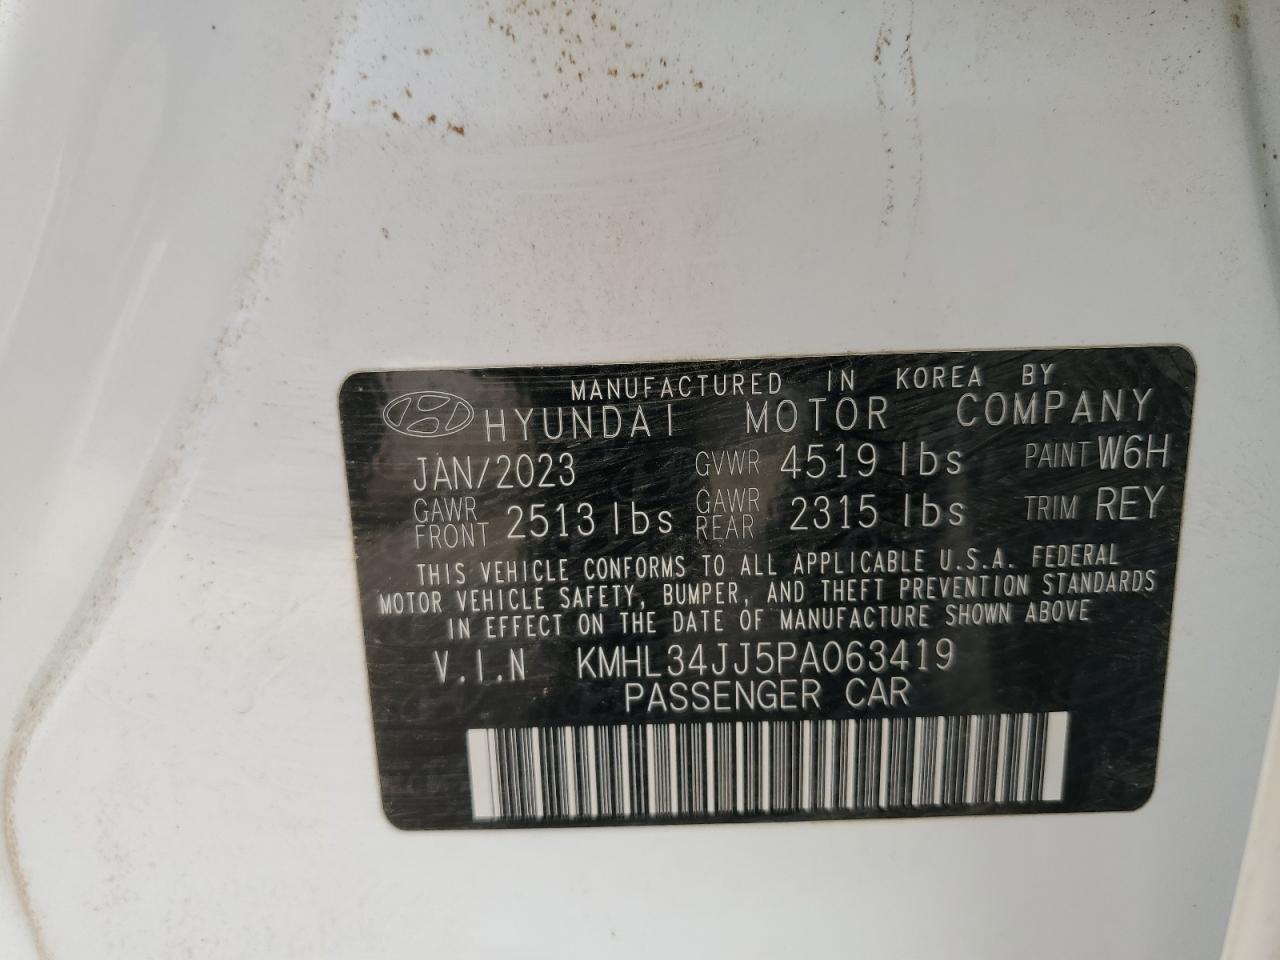 MANUFACTURED IN KOREA BY
HYUNDAI MOTOR COMPANY
JAN/2023 GVWR 4519 lbs PAINT W6H
GAWR FRONT 2513 lbs GAWR REAR 2315 lbs TRIM REY
THIS VEHICLE CONFORMS TO ALL APPLICABLE U.S.A. FEDERAL
MOTOR VEHICLE SAFETY, BUMPER, AND THEFT PREVENTION STANDARDS
IN EFFECT ON THE DATE OF MANUFACTURE SHOWN ABOVE
V.I.N KMHL34JJ5PA063419
PASSENGER CAR